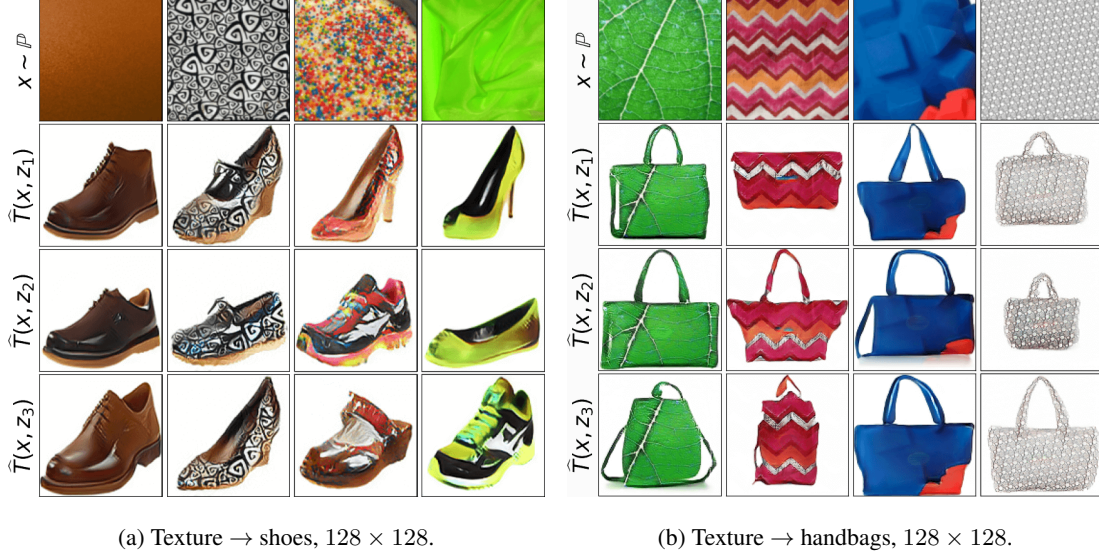 x ~ ℙ
T̂(x, z₁)
T̂(x, z₂)
T̂(x, z₃)
x ~ ℙ
T̂(x, z₁)
T̂(x, z₂)
T̂(x, z₃)
(a) Texture → shoes, 128 × 128.
(b) Texture → handbags, 128 × 128.